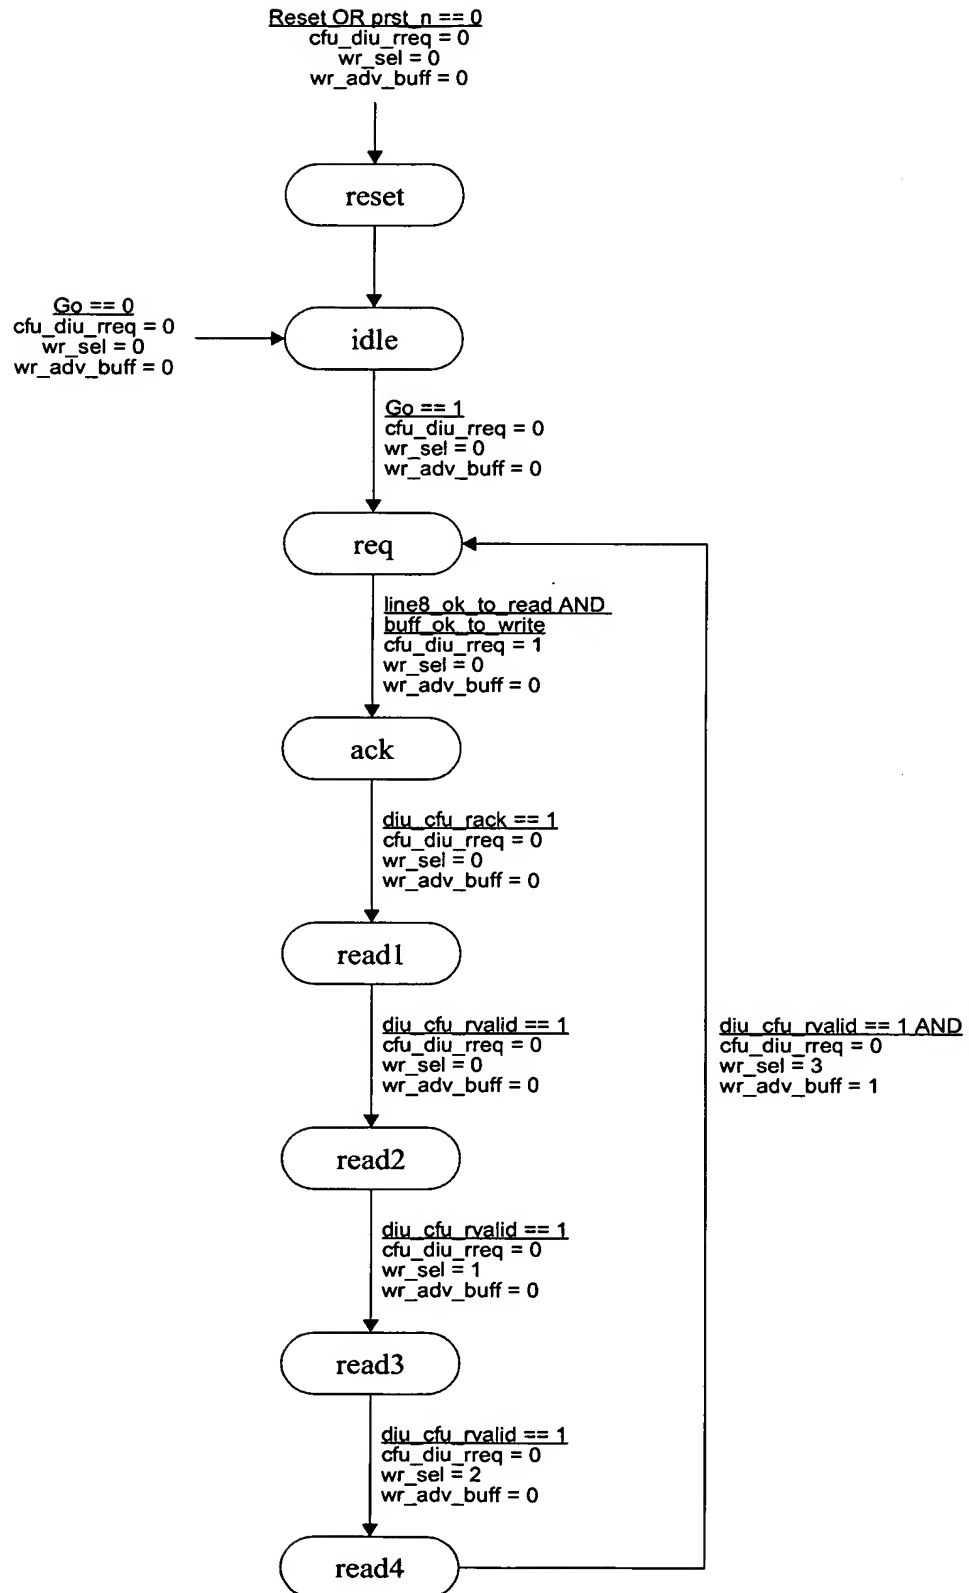 Reset OR prst_n == 0
cfu_diu_rreq = 0
wr_sel = 0
wr_adv_buff = 0
reset
Go == 0
cfu_diu_rreq = 0
wr_sel = 0
wr_adv_buff = 0
idle
Go == 1
cfu_diu_rreq = 0
wr_sel = 0
wr_adv_buff = 0
req
line8_ok_to_read AND
buff_ok_to_write
cfu_diu_rreq = 1
wr_sel = 0
wr_adv_buff = 0
ack
diu_cfu_rack == 1
cfu_diu_rreq = 0
wr_sel = 0
wr_adv_buff = 0
read1
diu_cfu_rvalid == 1
cfu_diu_rreq = 0
wr_sel = 0
wr_adv_buff = 0
diu_cfu_rvalid == 1 AND
cfu_diu_rreq = 0
wr_sel = 3
wr_adv_buff = 1
read2
diu_cfu_rvalid == 1
cfu_diu_rreq = 0
wr_sel = 1
wr_adv_buff = 0
read3
diu_cfu_rvalid == 1
cfu_diu_rreq = 0
wr_sel = 2
wr_adv_buff = 0
read4